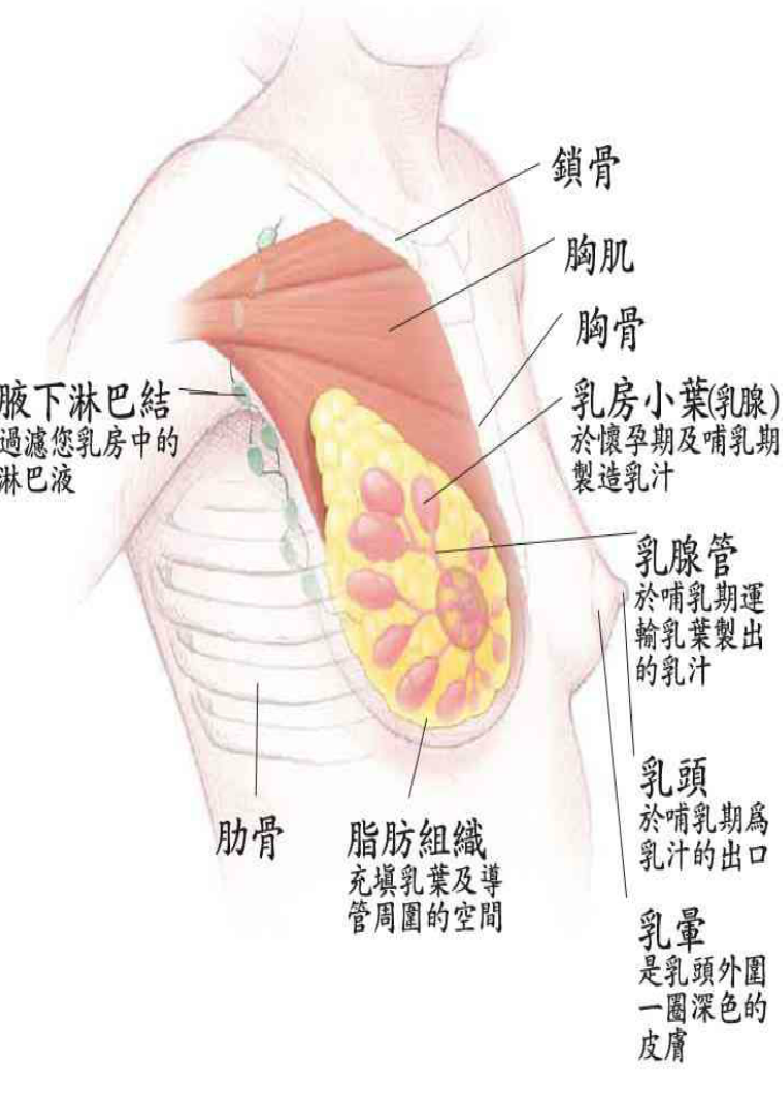 鎖骨
胸肌
胸骨
腋下淋巴結
過濾您乳房中的
淋巴液
乳房小葉(乳腺)
於懷孕期及哺乳期
製造乳汁
乳腺管
於哺乳期運
輸乳葉製出
的乳汁
乳頭
於哺乳期爲
乳汁的出口
乳暈
是乳頭外圍
一圈深色的
皮膚
肋骨
脂肪組織
充填乳葉及導
管周圍的空間